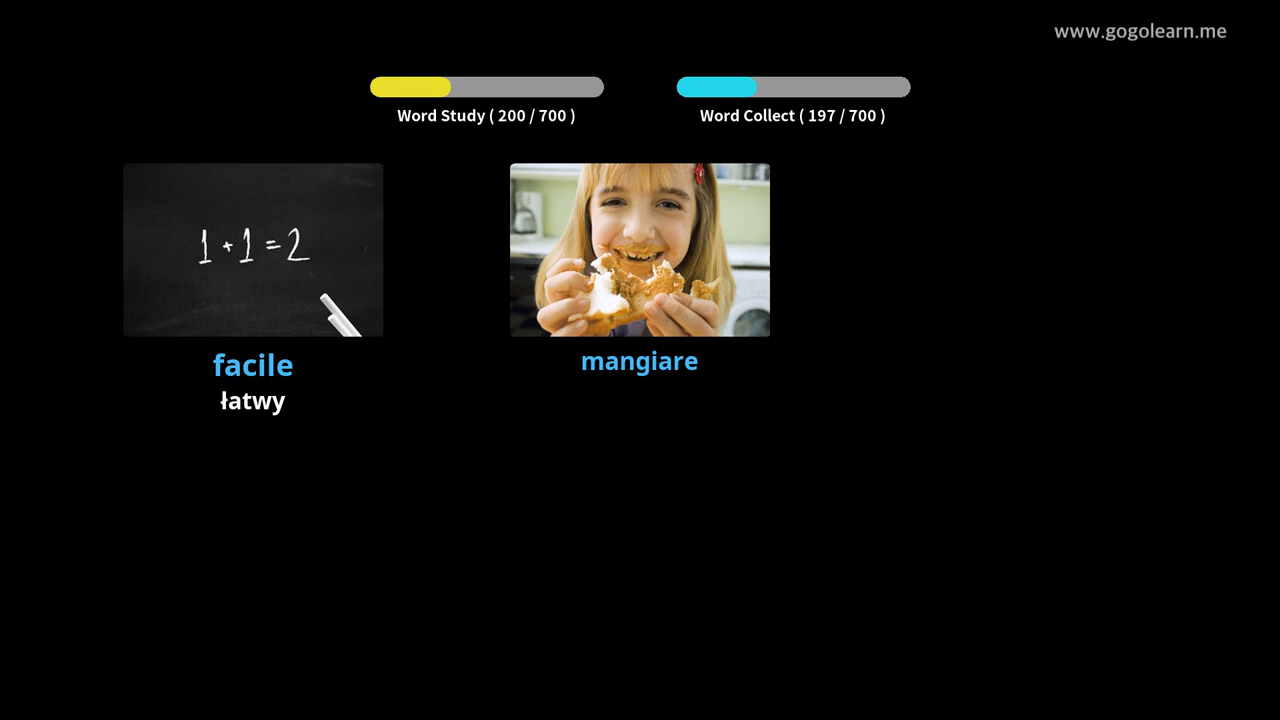 www.gogolearn.me
Word Study ( 200 / 700 )
Word Collect ( 197 / 700 )
1 + 1 = 2
facile
łatwy
mangiare